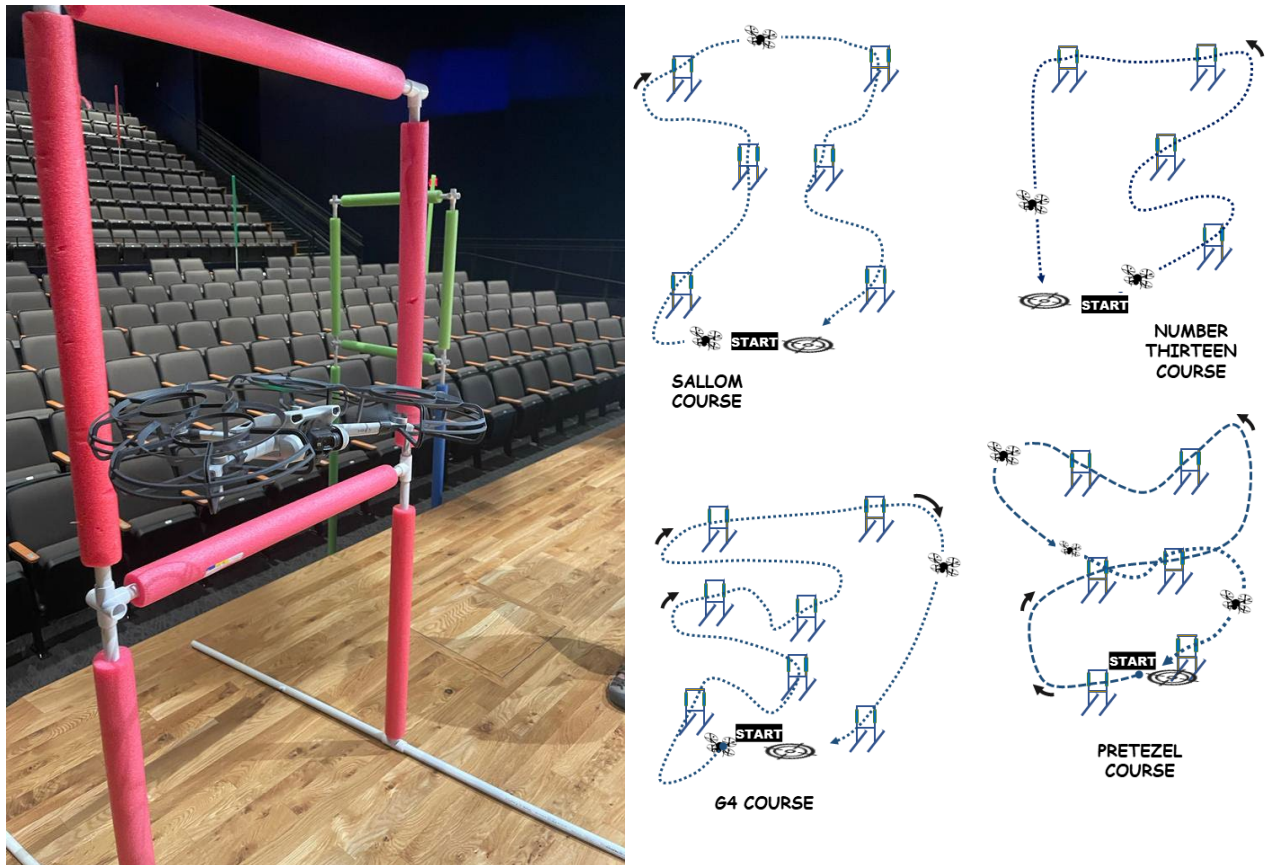 START
SALLOM
COURSE
START
NUMBER
THIRTEEN
COURSE
START
G4 COURSE
START
PRETEZEL
COURSE